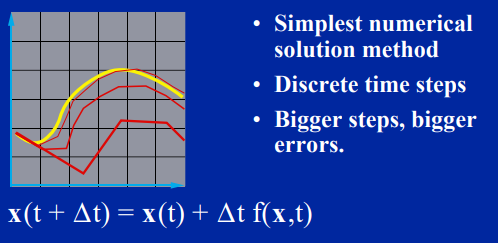 • Simplest numerical
solution method
• Discrete time steps
• Bigger steps, bigger
errors.
x(t + Δt) = x(t) + Δt f(x,t)